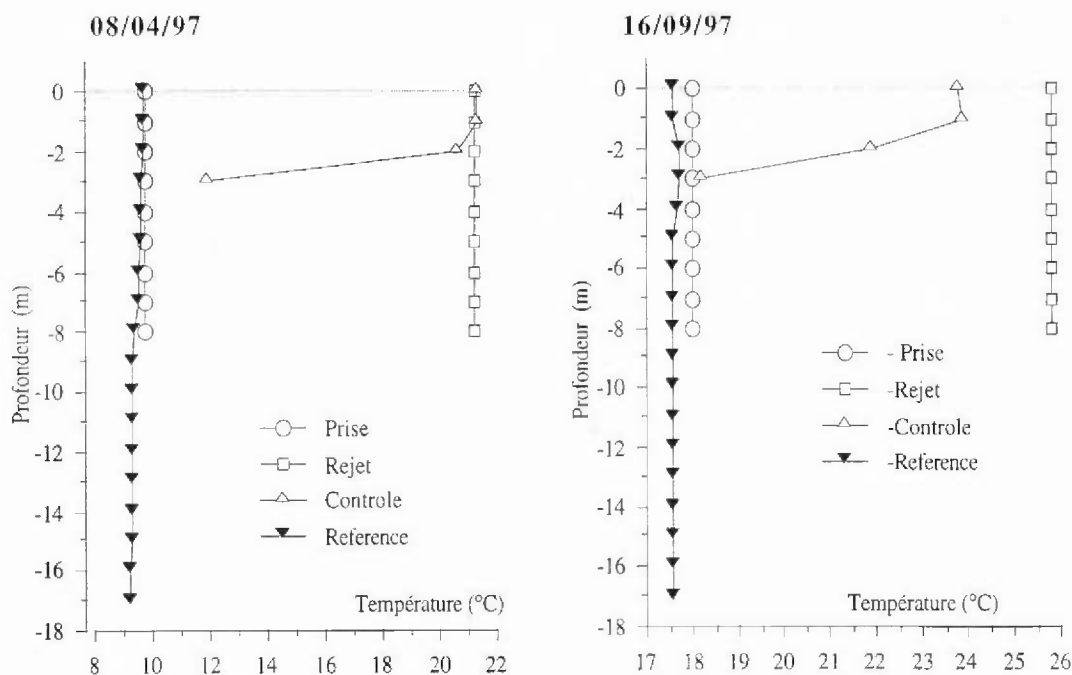 08/04/97
0
-2
-4
-6
-8
-10
-12
-14
-16
-18
Profondeur (m)
Prise
Rejet
Controle
Reference
Température (°C)
8 10 12 14 16 18 20 22
16/09/97
0
-2
-4
-6
-8
-10
-12
-14
-16
-18
Profondeur (m)
- Prise
-Rejet
-Controle
-Reference
Température (°C)
17 18 19 20 21 22 23 24 25 26